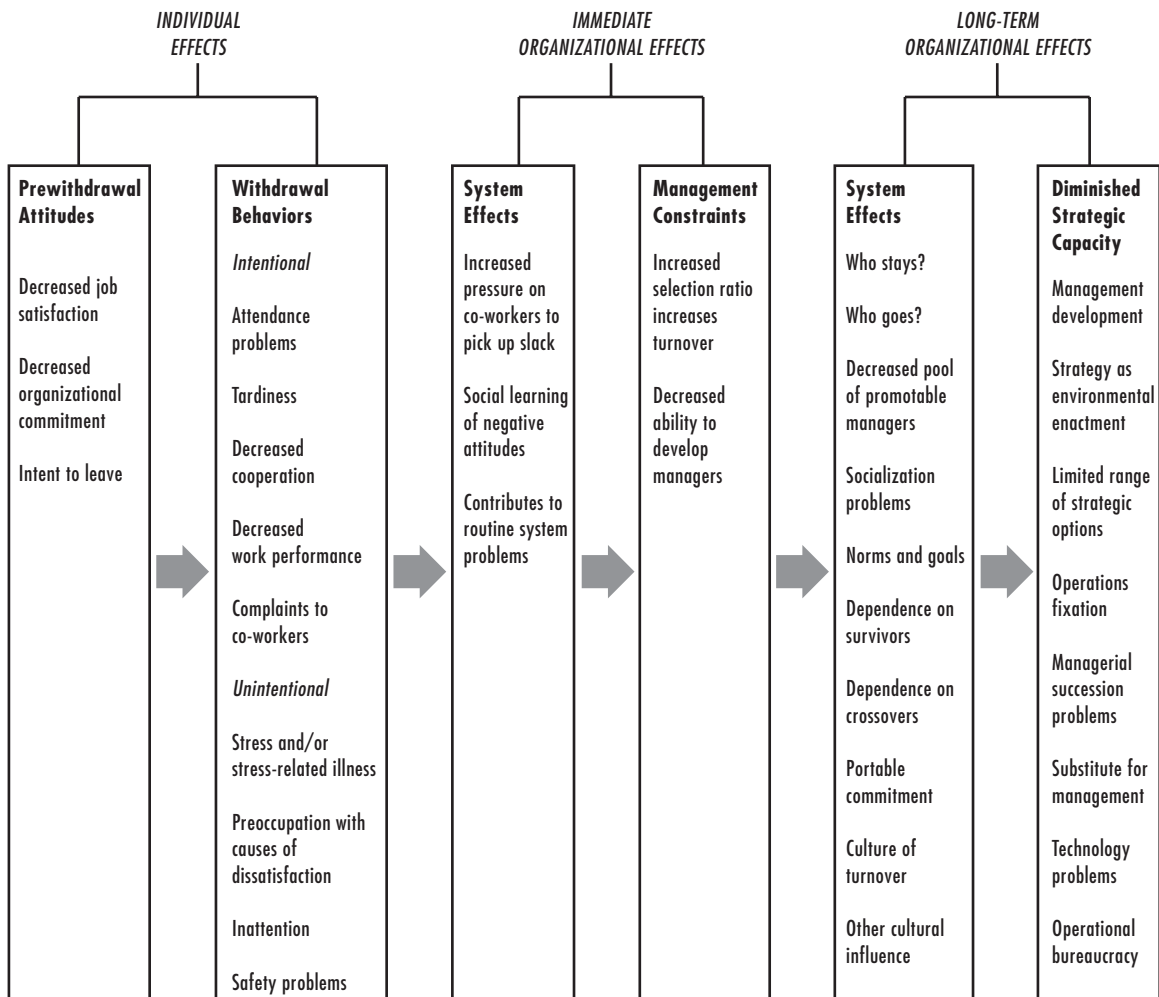 INDIVIDUAL
EFFECTS
IMMEDIATE
ORGANIZATIONAL EFFECTS
LONG-TERM
ORGANIZATIONAL EFFECTS
Prewithdrawal
Attitudes
Decreased job
satisfaction
Decreased
organizational
commitment
Intent to leave
Withdrawal
Behaviors
Intentional
Attendance
problems
Tardiness
Decreased
cooperation
Decreased
work performance
Complaints to
co-workers
Unintentional
Stress and/or
stress-related illness
Preoccupation with
causes of
dissatisfaction
Inattention
Safety problems
System
Effects
Increased
pressure on
co-workers to
pick up slack
Social learning
of negative
attitudes
Contributes to
routine system
problems
Management
Constraints
Increased
selection ratio
increases
turnover
Decreased
ability to
develop
managers
System
Effects
Who stays?
Who goes?
Decreased pool
of promotable
managers
Socialization
problems
Norms and goals
Dependence on
survivors
Dependence on
crossovers
Portable
commitment
Culture of
turnover
Other cultural
influence
Diminished
Strategic
Capacity
Management
development
Strategy as
environmental
enactment
Limited range
of strategic
options
Operations
fixation
Managerial
succession
problems
Substitute for
management
Technology
problems
Operational
bureaucracy